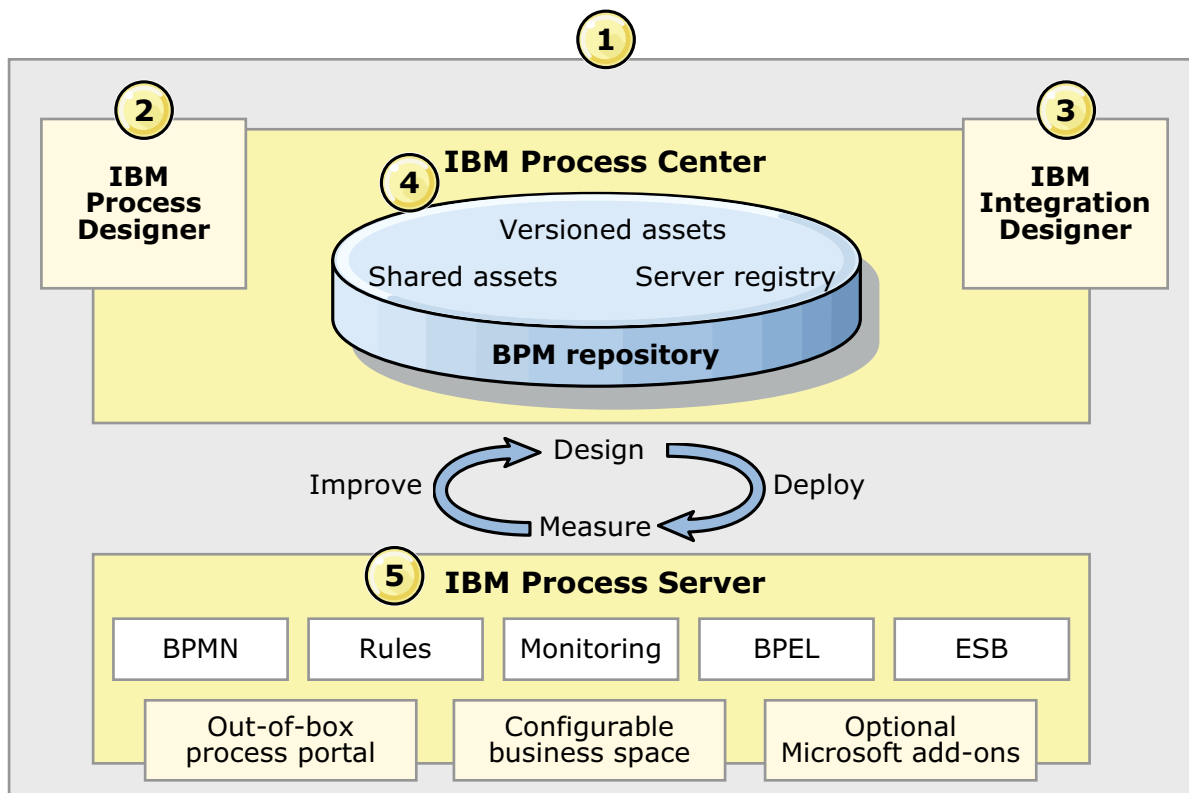 1
2
3
IBM
Process
Designer
IBM Process Center
IBM
Integration
Designer
4
Versioned assets
Shared assets
Server registry
BPM repository
Design
Improve
Deploy
Measure
5
IBM Process Server
BPMN
Rules
Monitoring
BPEL
ESB
Out-of-box
process portal
Configurable
business space
Optional
Microsoft add-ons